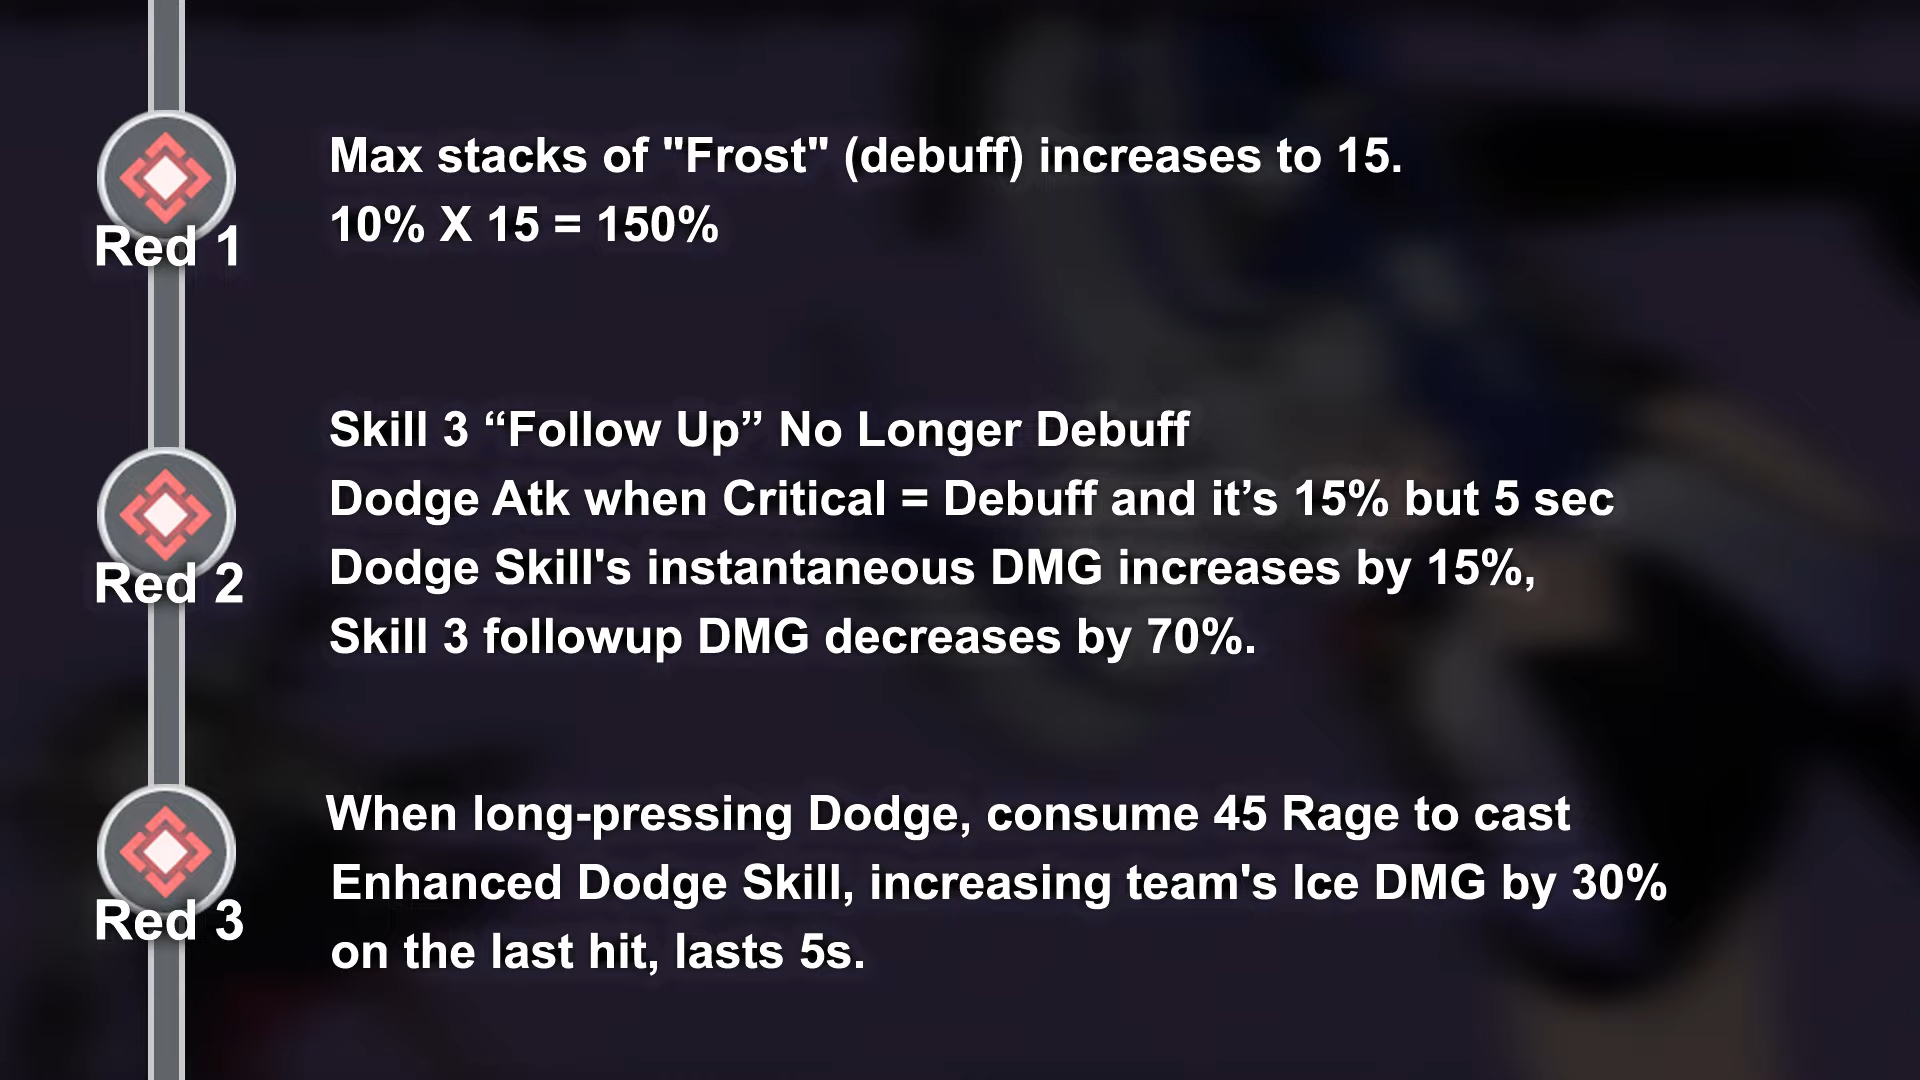 Max stacks of "Frost" (debuff) increases to 15.
10% X 15 = 150%
Red 1
Skill 3 “Follow Up” No Longer Debuff
Dodge Atk when Critical = Debuff and it’s 15% but 5 sec
Dodge Skill's instantaneous DMG increases by 15%,
Skill 3 followup DMG decreases by 70%.
Red 2
When long-pressing Dodge, consume 45 Rage to cast
Enhanced Dodge Skill, increasing team's Ice DMG by 30%
on the last hit, lasts 5s.
Red 3